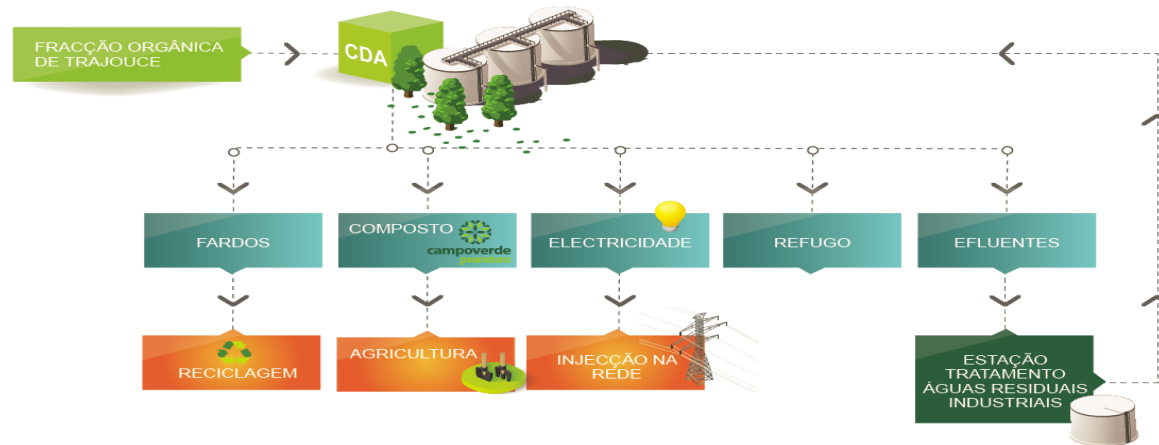 FRACÇÃO ORGÂNICA
DE TRAJOUCE
CDA
FARDOS
COMPOSTO
campoverde
premium
ELECTRICIDADE
REFUGO
EFLUENTES
RECICLAGEM
AGRICULTURA
INJECÇÃO NA
REDE
ESTAÇÃO
TRATAMENTO
ÁGUAS RESIDUAIS
INDUSTRIAIS